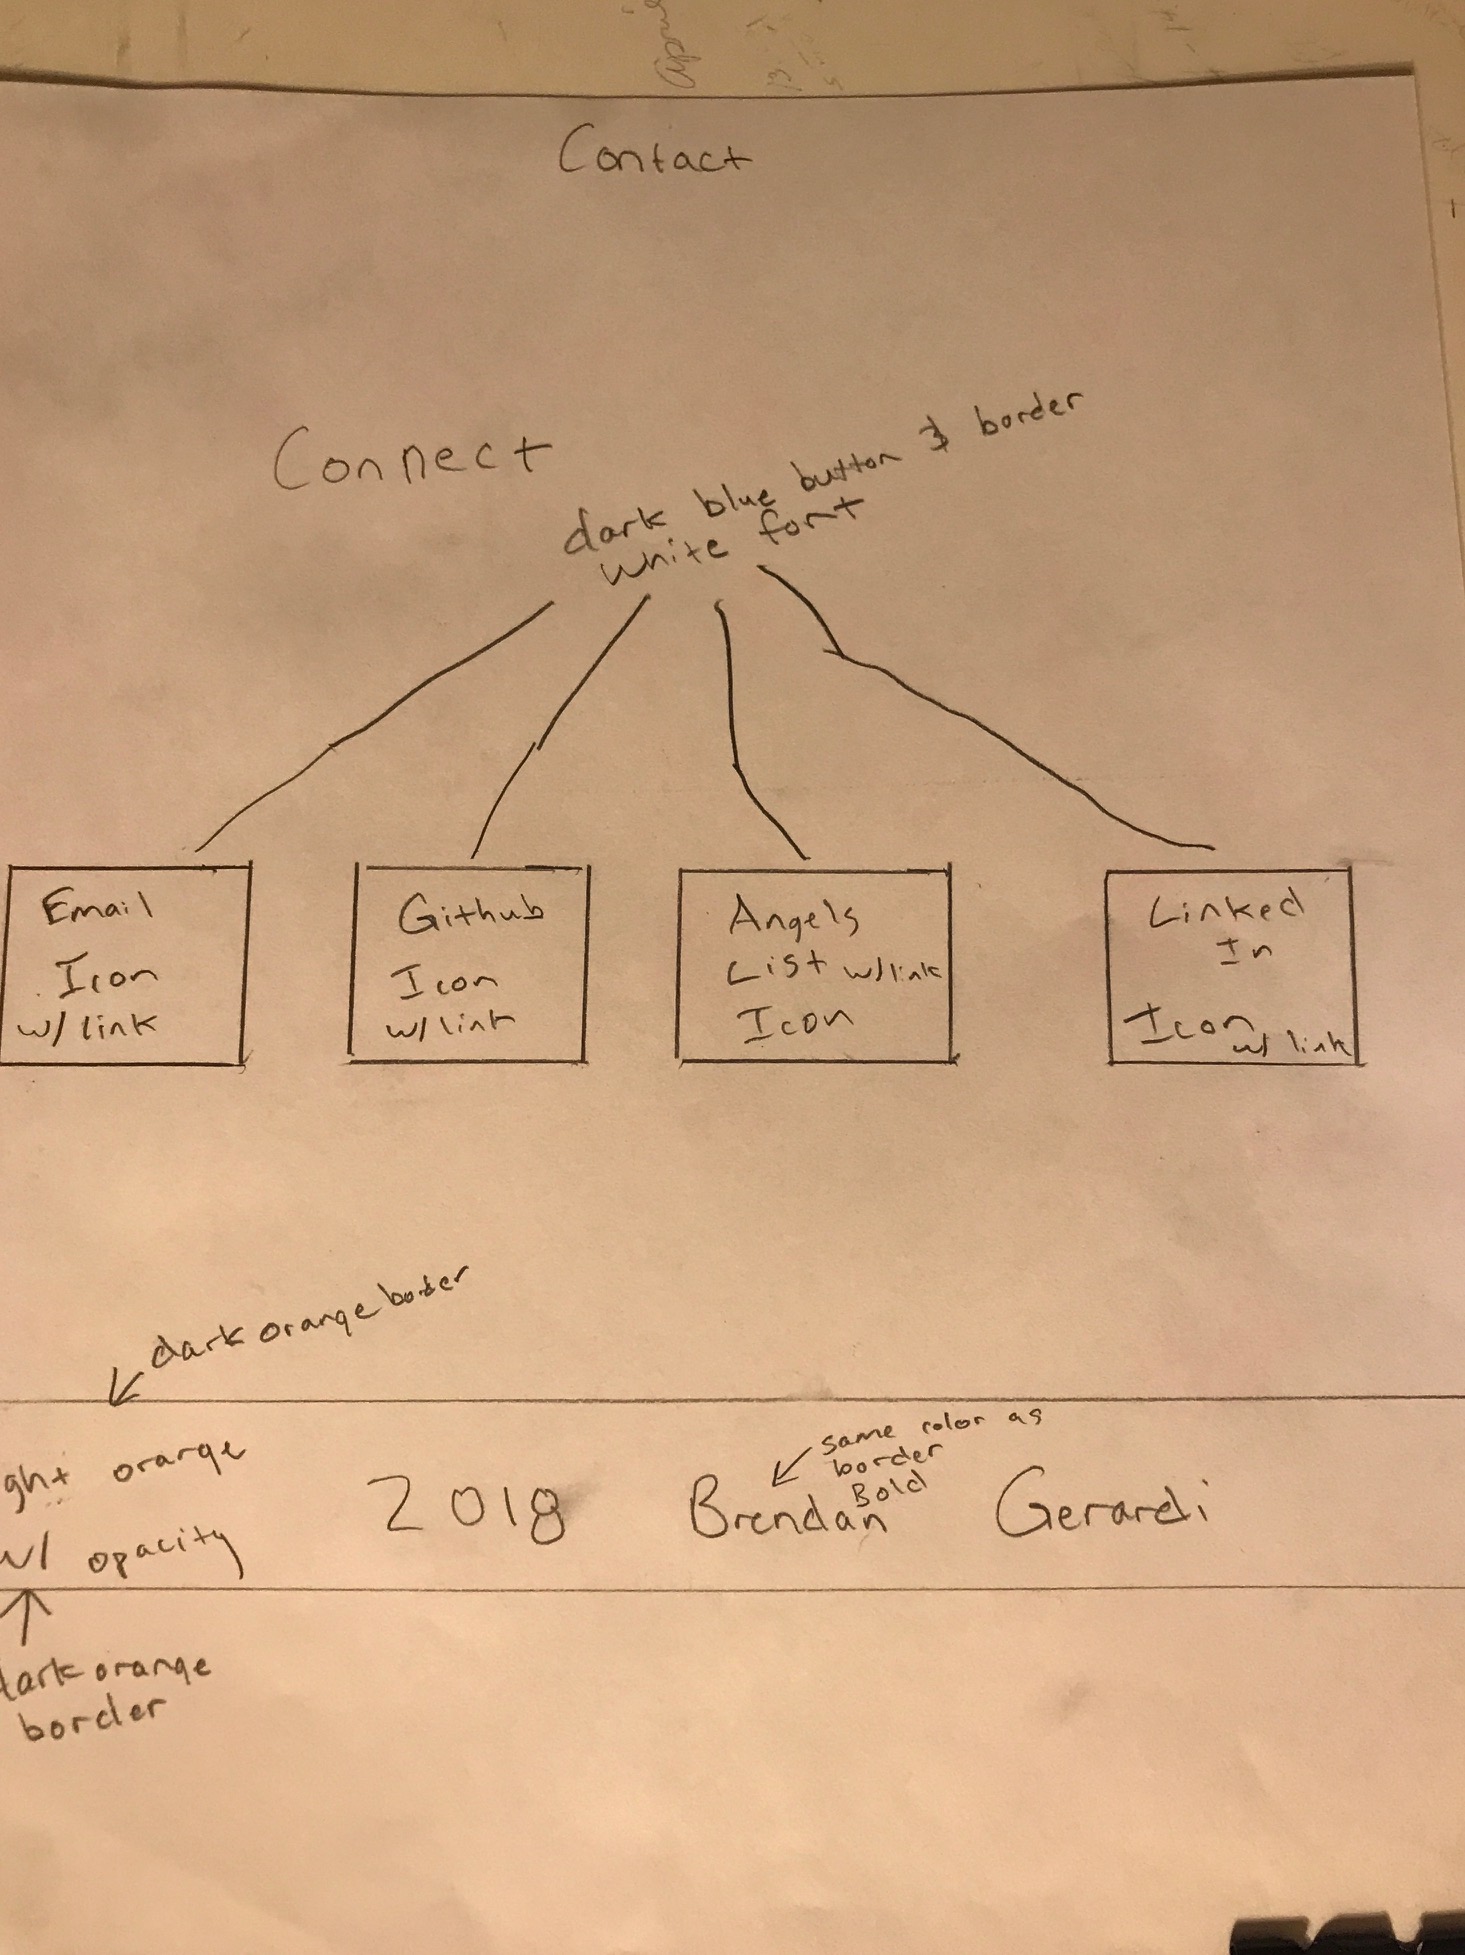 Contact
Connect
dark blue button & border
white font
Email
Icon
w/ link
Github
Icon
w/ link
Angels
List w/link
Icon
Linked
In
Icon
w/ link
dark orange border
ght orange
w/ opacity
2018
same color as
border
Bold
Brendan
Gerardi
dark orange
border